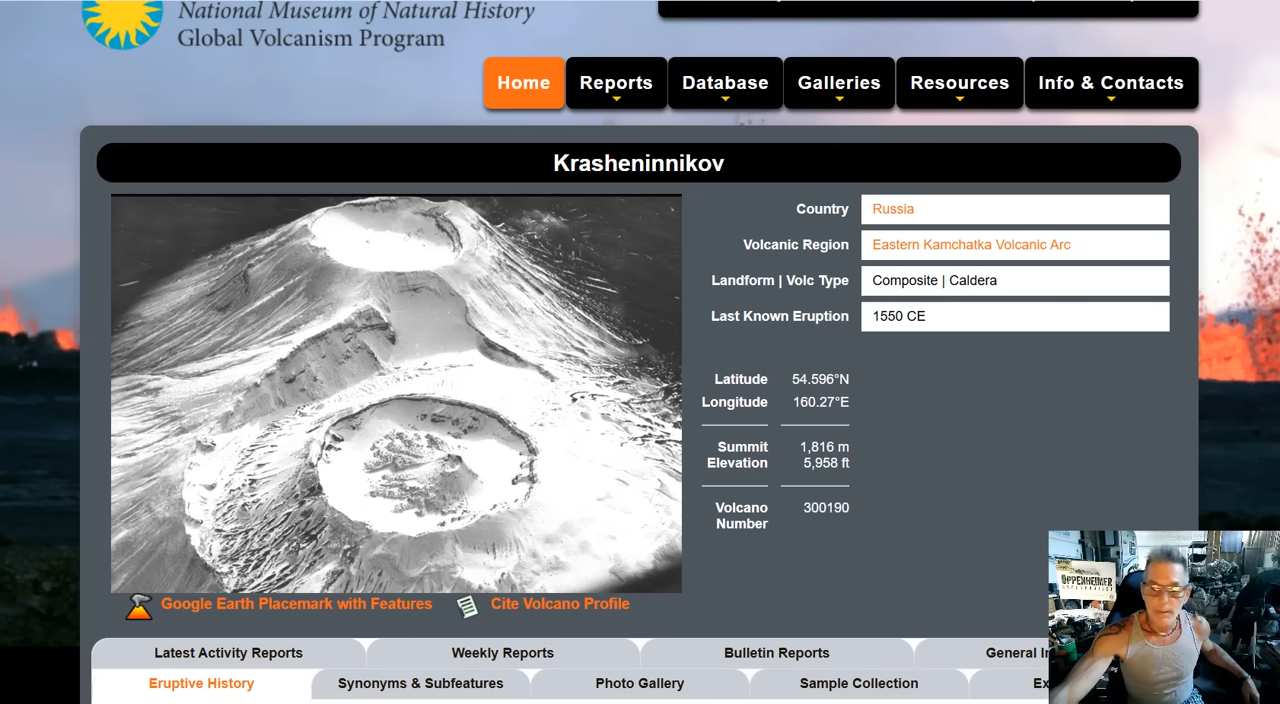 National Museum of Natural History
Global Volcanism Program
Home Reports Database Galleries Resources Info & Contacts
Krasheninnikov
Country Russia
Volcanic Region Eastern Kamchatka Volcanic Arc
Landform | Volc Type Composite | Caldera
Last Known Eruption 1550 CE
Latitude 54.596°N
Longitude 160.27°E
Summit 1,816 m
Elevation 5,958 ft
Volcano 300190
Number
Google Earth Placemark with Features Cite Volcano Profile
OPPENHEIMER
Latest Activity Reports Weekly Reports Bulletin Reports General
Eruptive History Synonyms & Subfeatures Photo Gallery Sample Collection